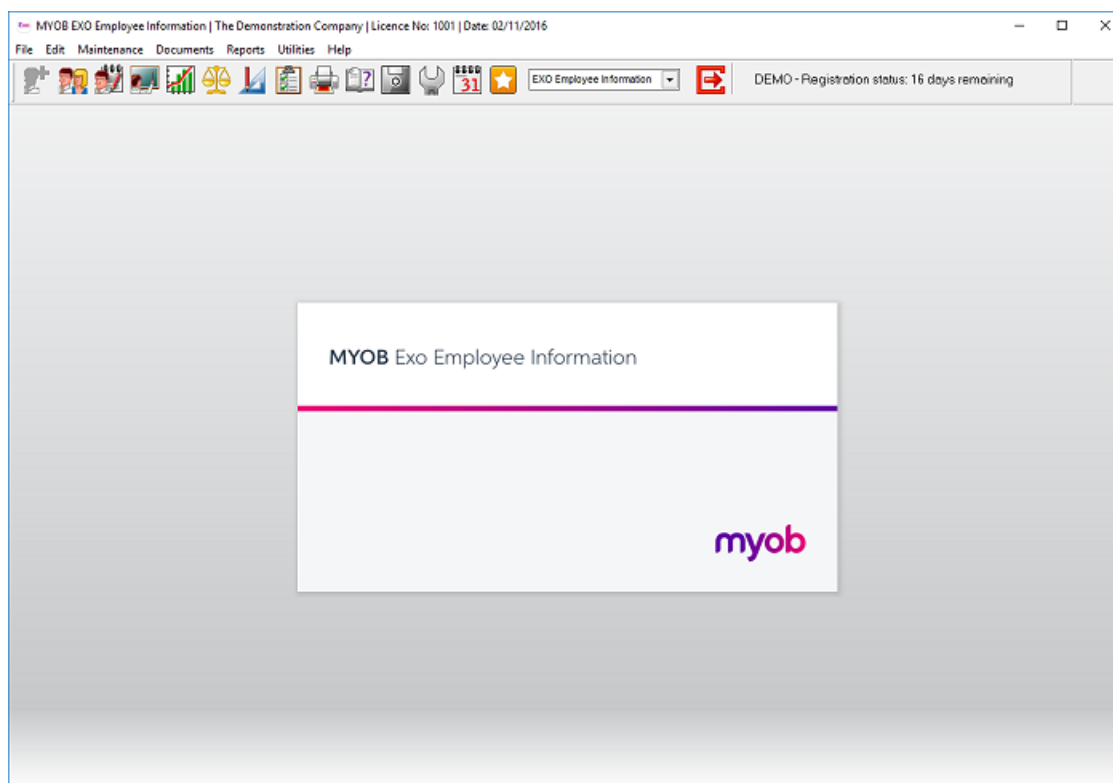 MYOB EXO Employee Information | The Demonstration Company | Licence No: 1001 | Date: 02/11/2016
File Edit Maintenance Documents Reports Utilities Help
31 EXO Employee Information DEMO - Registration status: 16 days remaining
MYOB Exo Employee Information
myob